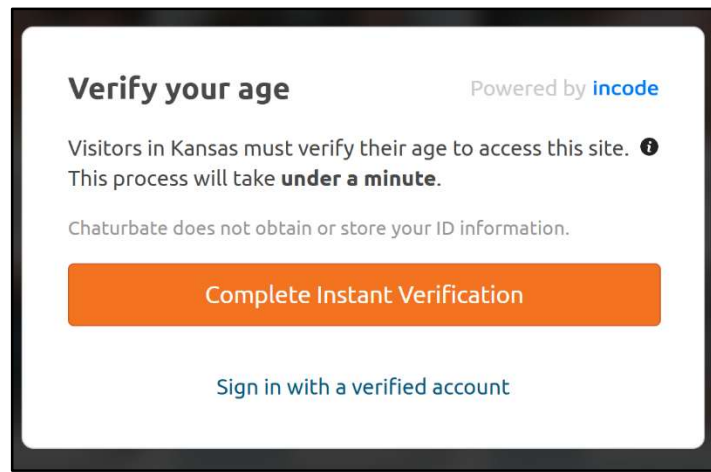 Verify your age
Powered by incode
Visitors in Kansas must verify their age to access this site. i
This process will take under a minute.
Chaturbate does not obtain or store your ID information.
Complete Instant Verification
Sign in with a verified account